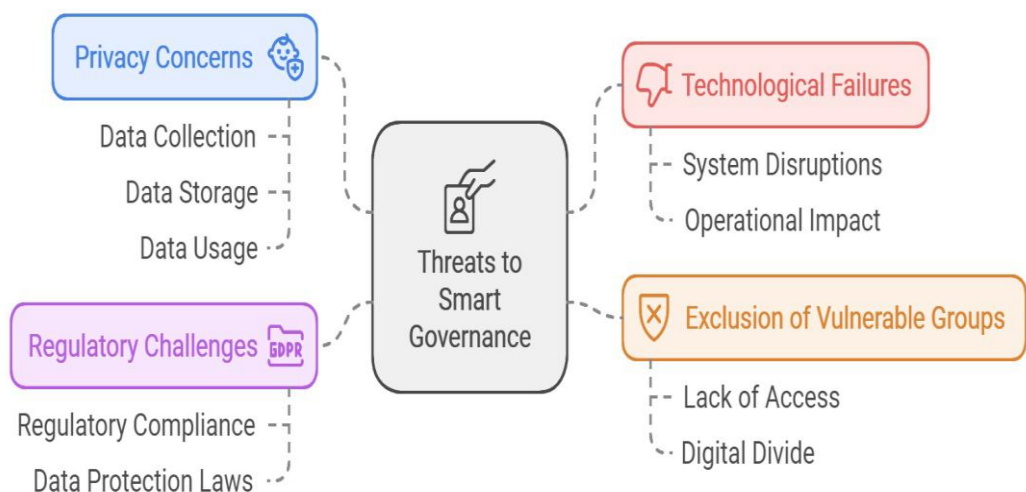 Privacy Concerns
Data Collection
Data Storage
Data Usage
Regulatory Challenges
GDPR
Regulatory Compliance
Data Protection Laws
Threats to
Smart
Governance
Technological Failures
System Disruptions
Operational Impact
Exclusion of Vulnerable Groups
Lack of Access
Digital Divide